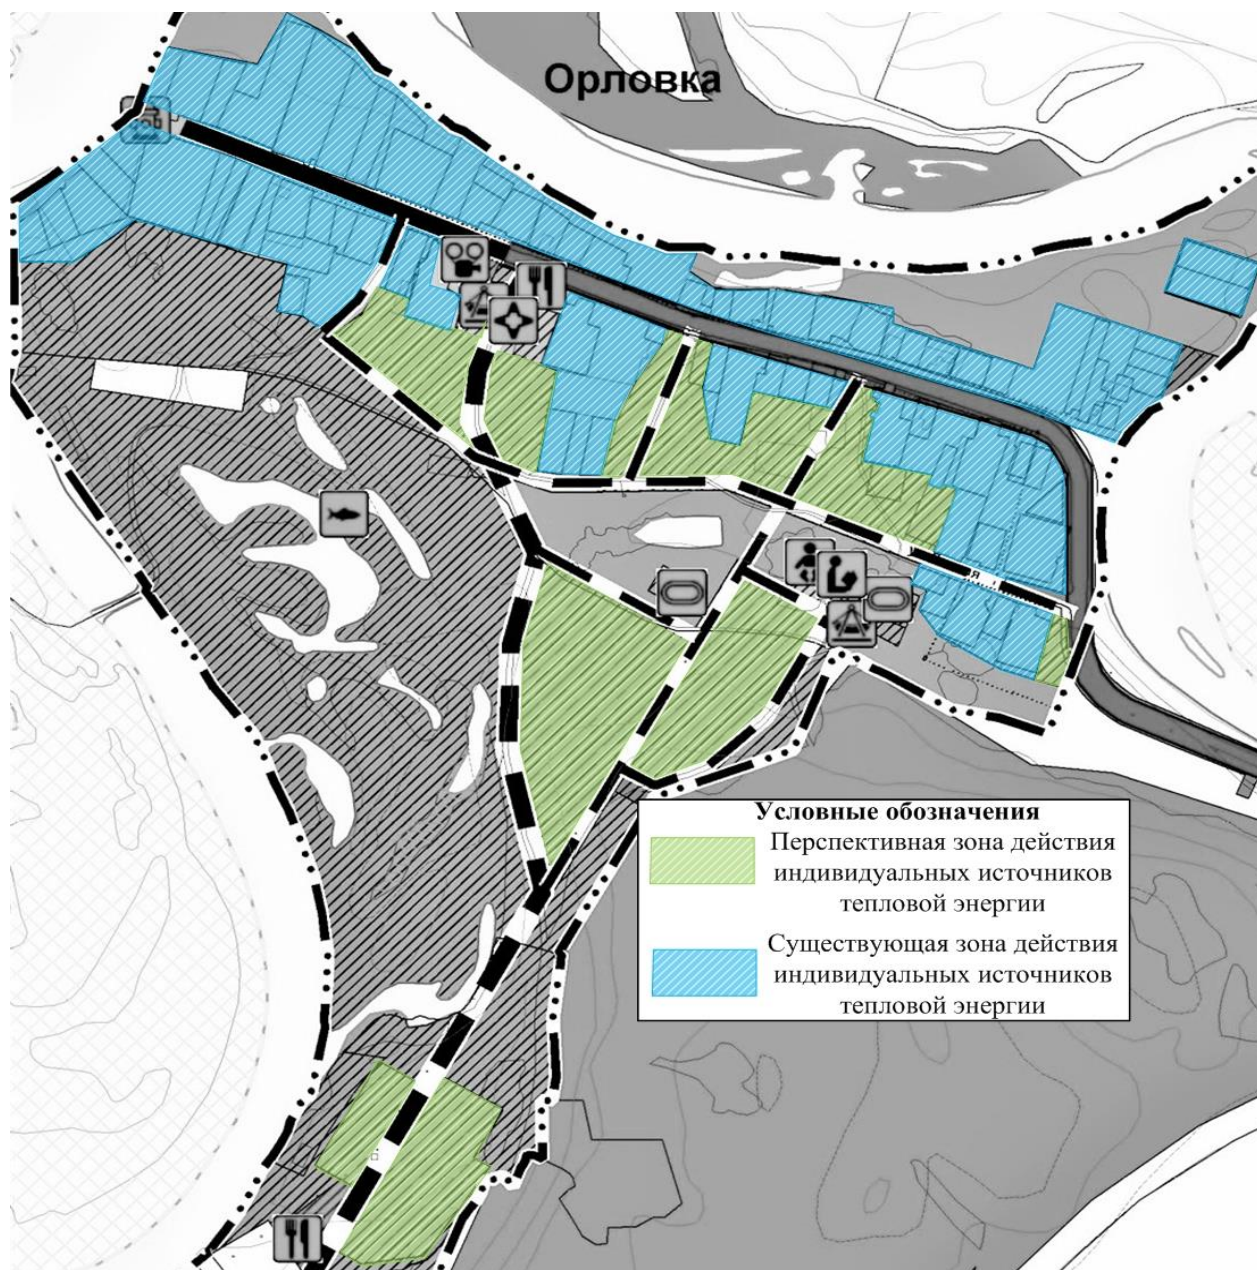 Орловка
Условные обозначения
Перспективная зона действия
индивидуальных источников
тепловой энергии
Существующая зона действия
индивидуальных источников
тепловой энергии